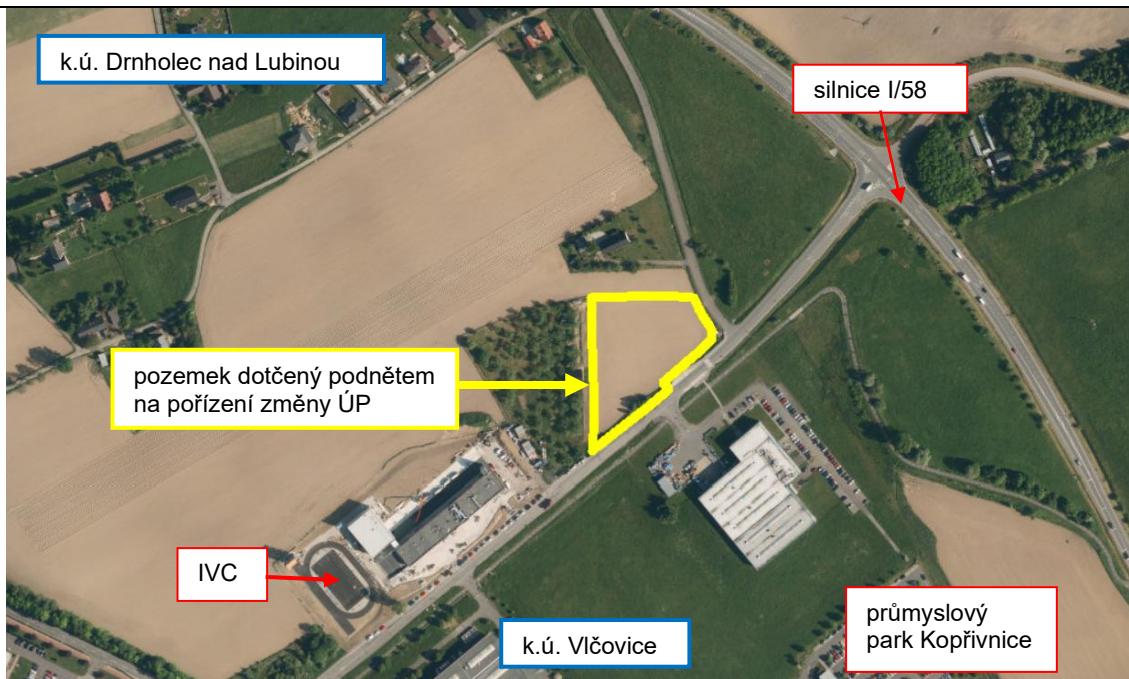 k.ú. Drnholec nad Lubinou
silnice I/58
pozemek dotčený podnětem
na pořízení změny ÚP
IVC
k.ú. Vlčovice
průmyslový
park Kopřivnice